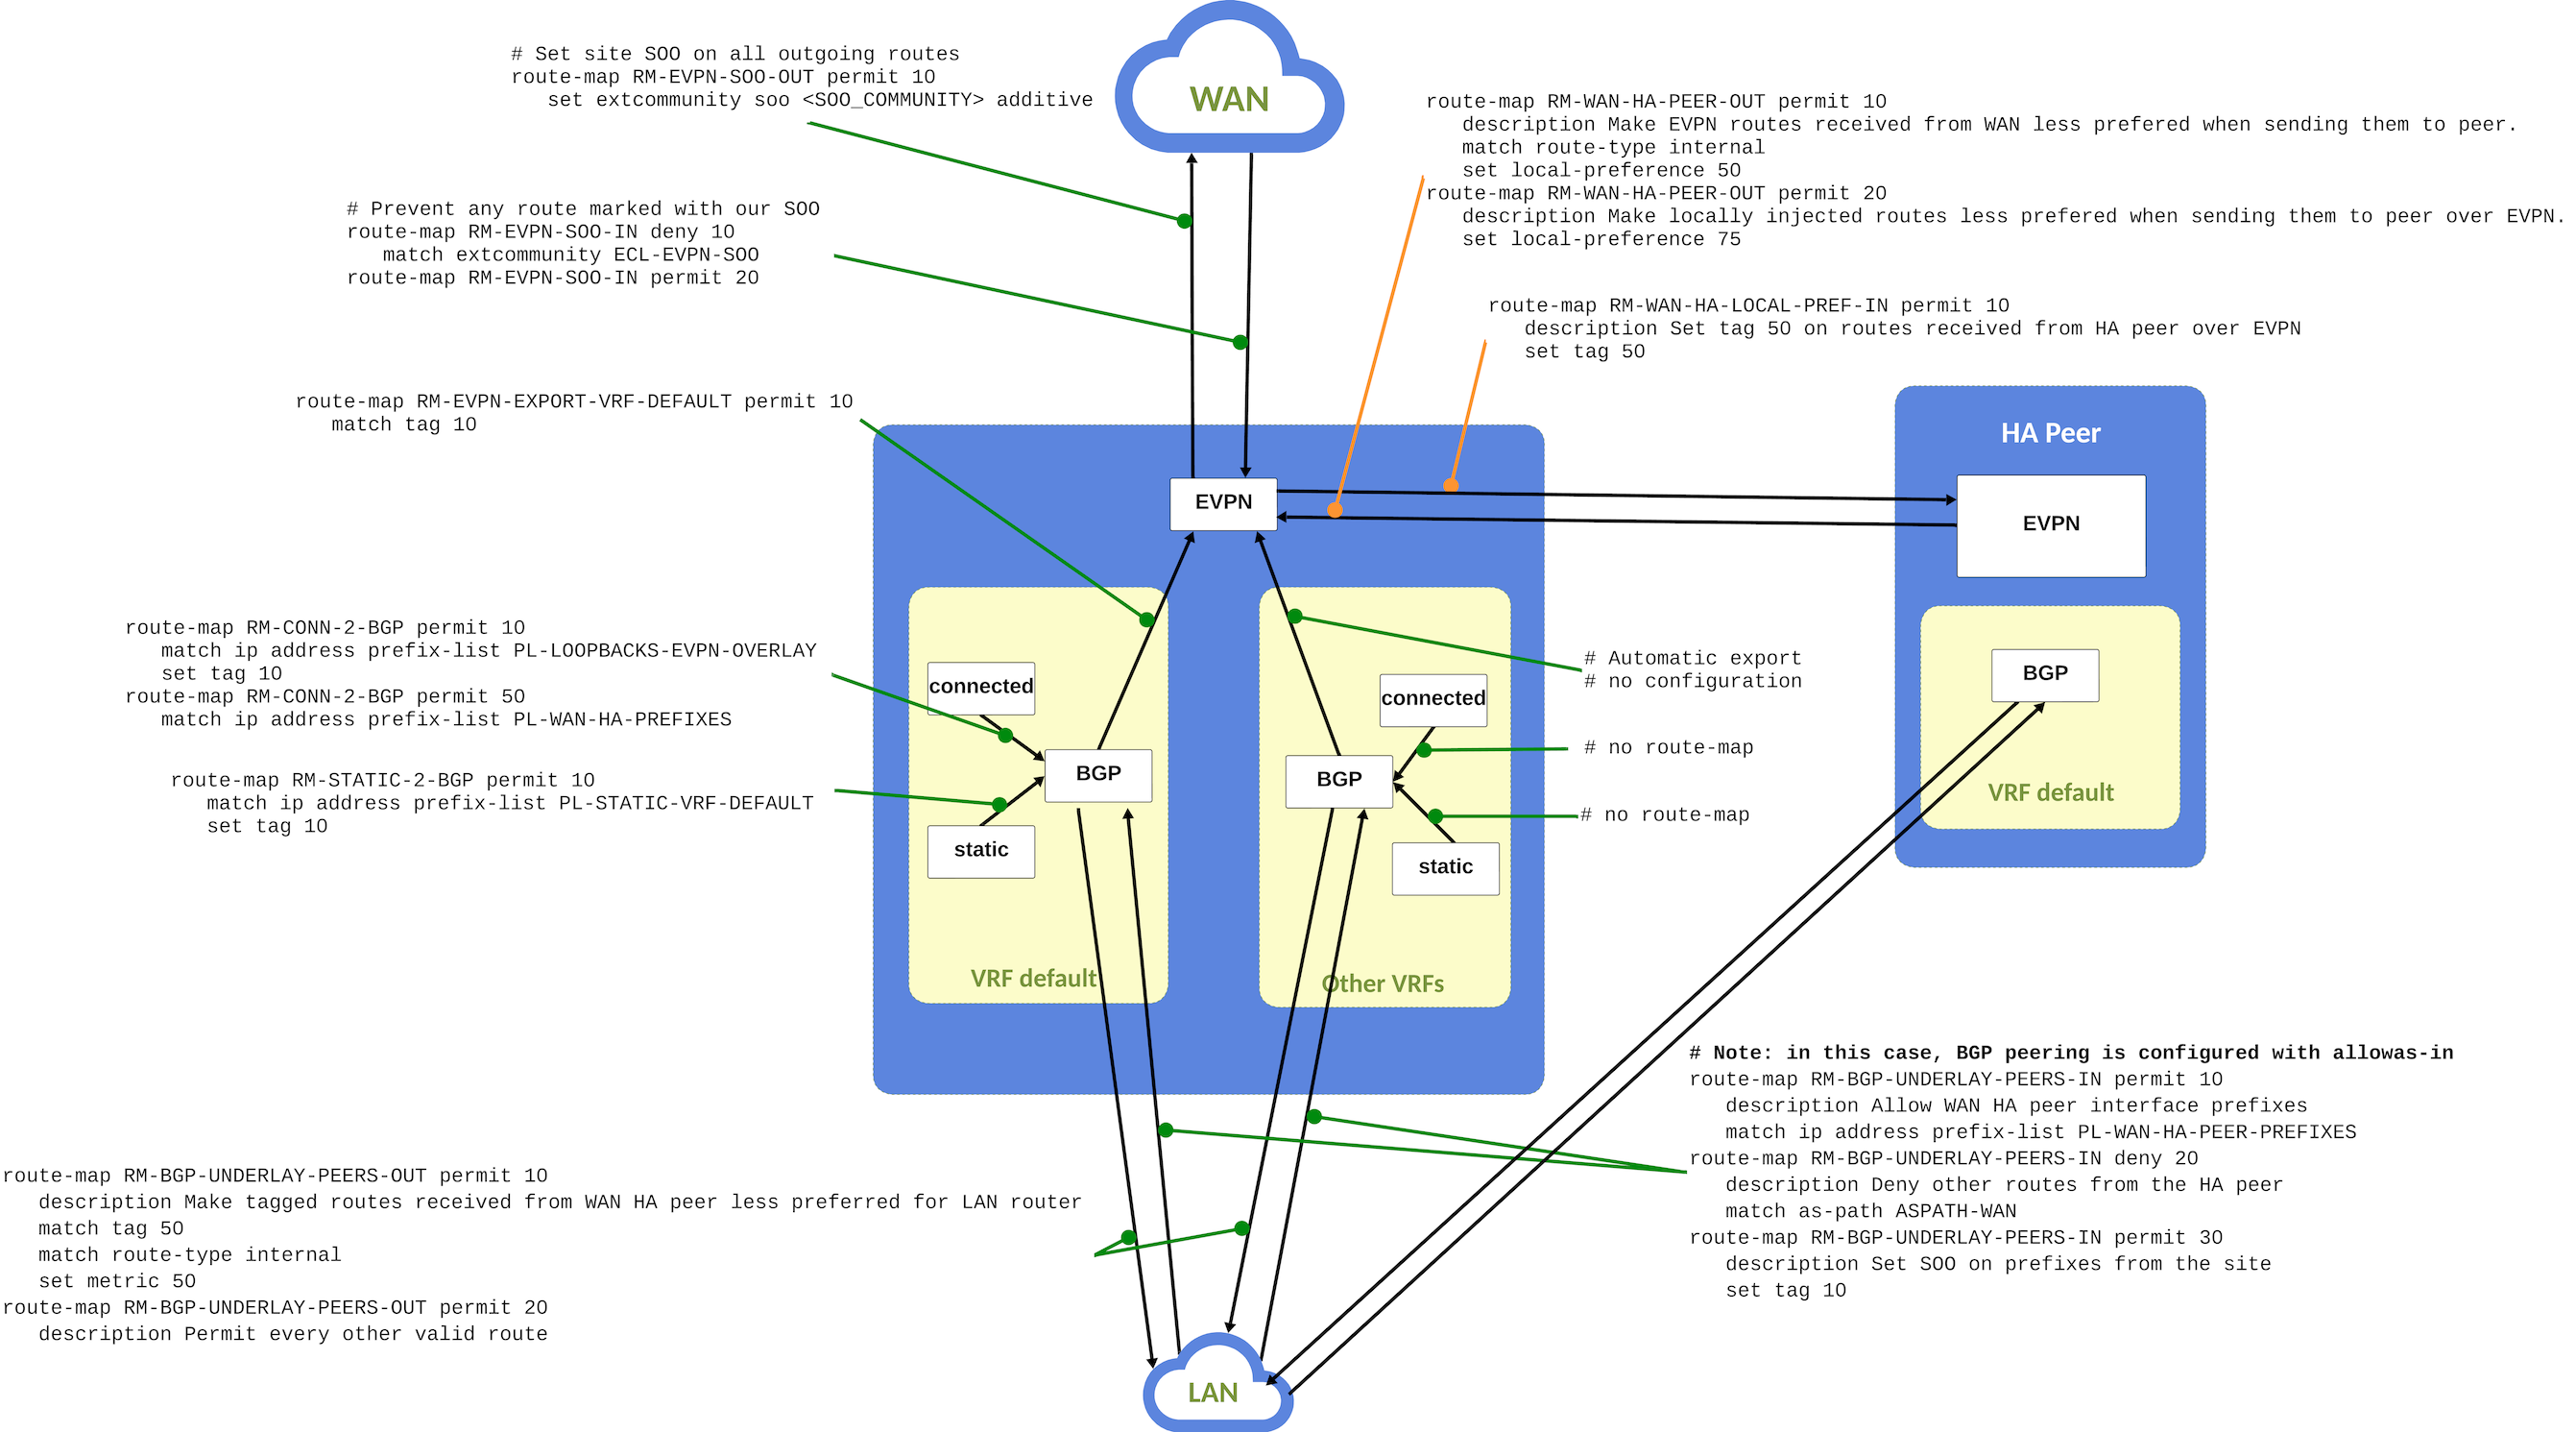 # Set site SOO on all outgoing routes
route-map RM-EVPN-SOO-OUT permit 10
set extcommunity soo <SOO_COMMUNITY> additive
WAN
route-map RM-WAN-HA-PEER-OUT permit 10
description Make EVPN routes received from WAN less prefered when sending them to peer.
match route-type internal
set local-preference 50
route-map RM-WAN-HA-PEER-OUT permit 20
description Make locally injected routes less prefered when sending them to peer over EVPN.
set local-preference 75
# Prevent any route marked with our SOO
route-map RM-EVPN-SOO-IN deny 10
match extcommunity ECL-EVPN-SOO
route-map RM-EVPN-SOO-IN permit 20
route-map RM-WAN-HA-LOCAL-PREF-IN permit 10
description Set tag 50 on routes received from HA peer over EVPN
set tag 50
route-map RM-EVPN-EXPORT-VRF-DEFAULT permit 10
match tag 10
HA Peer
EVPN
EVPN
route-map RM-CONN-2-BGP permit 10
match ip address prefix-list PL-LOOPBACKS-EVPN-OVERLAY
set tag 10
route-map RM-CONN-2-BGP permit 50
match ip address prefix-list PL-WAN-HA-PREFIXES
connected
connected
# Automatic export
# no configuration
BGP
route-map RM-STATIC-2-BGP permit 10
match ip address prefix-list PL-STATIC-VRF-DEFAULT
set tag 10
BGP
BGP
# no route-map
VRF default
static
static
# no route-map
VRF default
Other VRFs
# Note: in this case, BGP peering is configured with allowas-in
route-map RM-BGP-UNDERLAY-PEERS-IN permit 10
description Allow WAN HA peer interface prefixes
match ip address prefix-list PL-WAN-HA-PEER-PREFIXES
route-map RM-BGP-UNDERLAY-PEERS-IN deny 20
description Deny other routes from the HA peer
match as-path ASPATH-WAN
route-map RM-BGP-UNDERLAY-PEERS-IN permit 30
description Set SOO on prefixes from the site
set tag 10
route-map RM-BGP-UNDERLAY-PEERS-OUT permit 10
description Make tagged routes received from WAN HA peer less preferred for LAN router
match tag 50
match route-type internal
set metric 50
route-map RM-BGP-UNDERLAY-PEERS-OUT permit 20
description Permit every other valid route
LAN